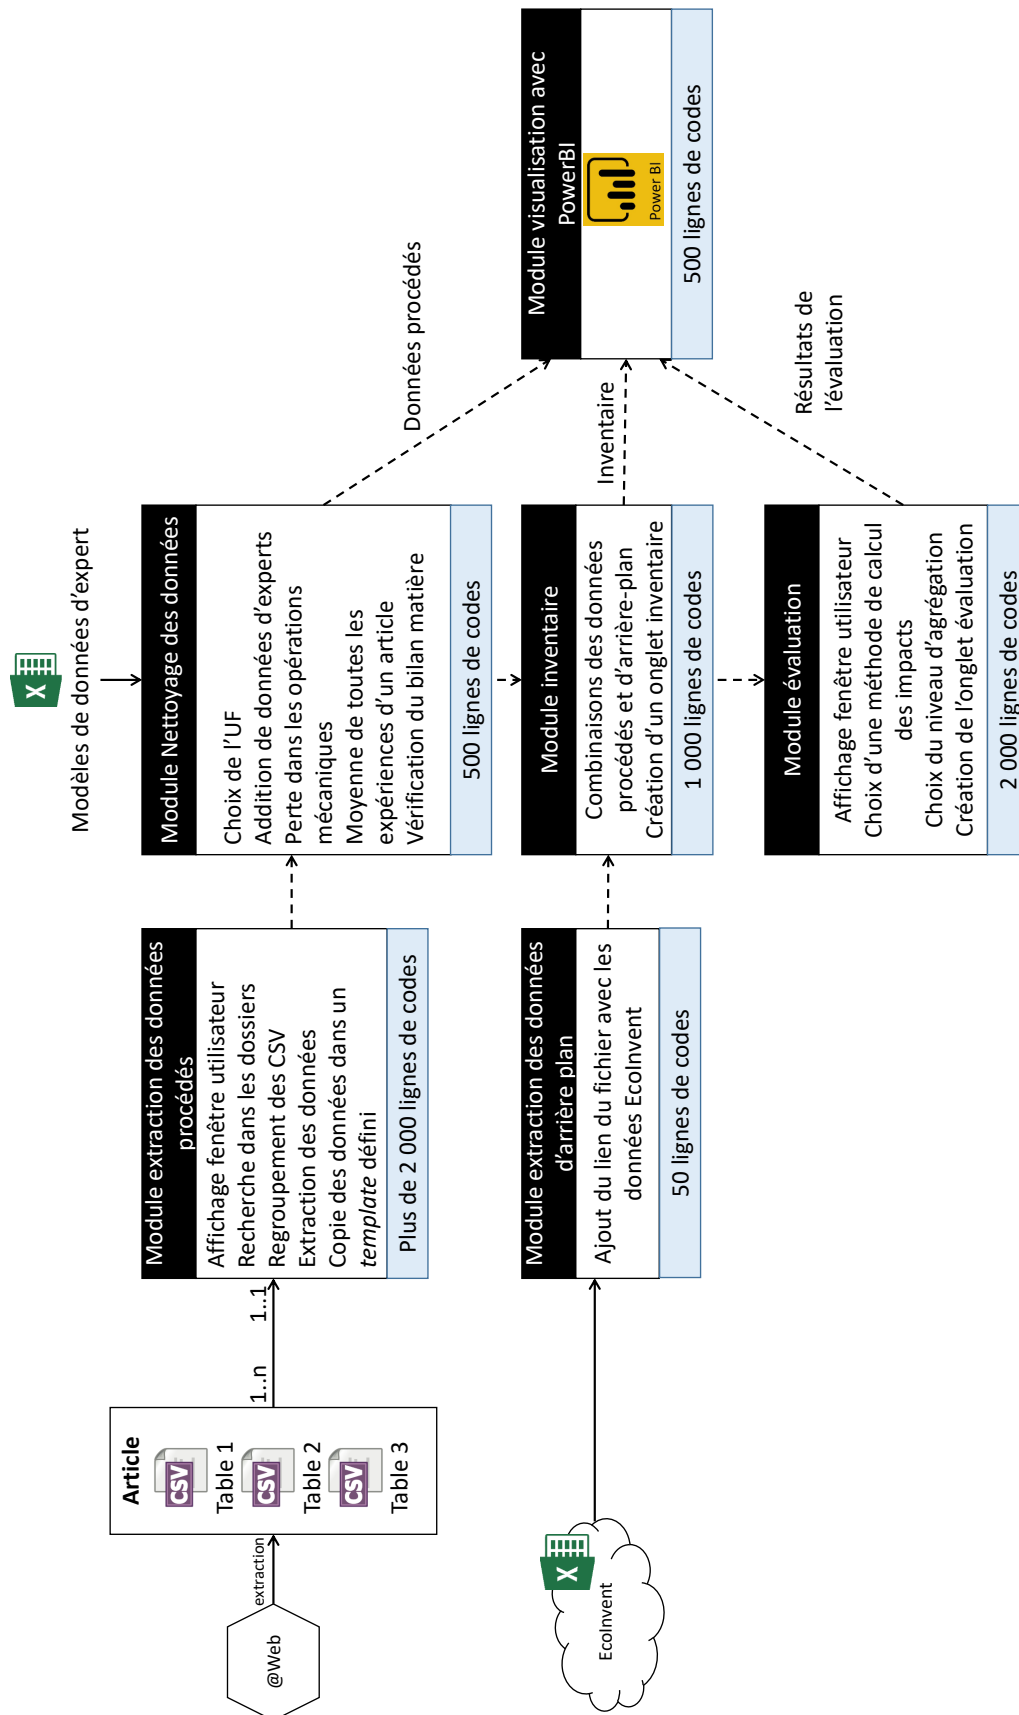 @Web
extraction
Article
CSV
Table 1
CSV
Table 2
CSV
Table 3
1..n
1..1
Module extraction des données
procédés
Affichage fenêtre utilisateur
Recherche dans les dossiers
Regroupement des CSV
Extraction des données
Copie des données dans un
template défini
Plus de 2 000 lignes de codes
X
Modèles de données d'expert
Module Nettoyage des données
Choix de l'UF
Addition de données d'experts
Perte dans les opérations
mécaniques
Moyenne de toutes les
expériences d'un article
Vérification du bilan matière
500 lignes de codes
Données procédés
X
EcoInvent
Module extraction des données
d'arrière plan
Ajout du lien du fichier avec les
données EcoInvent
50 lignes de codes
Module inventaire
Combinaisons des données
procédés et d'arrière-plan
Création d'un onglet inventaire
1 000 lignes de codes
Inventaire
Module visualisation avec
PowerBI
Power BI
500 lignes de codes
Module évaluation
Affichage fenêtre utilisateur
Choix d'une méthode de calcul
des impacts
Choix du niveau d'agrégation
Création de l'onglet évaluation
2 000 lignes de codes
Résultats de
l'évaluation